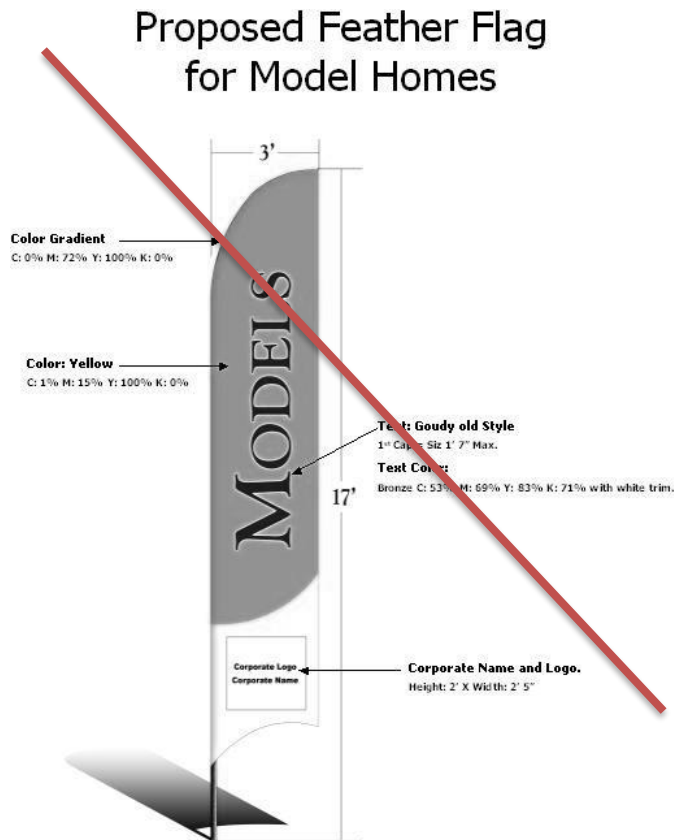 Proposed Feather Flag
for Model Homes
3’
Color Gradient
C: 0% M: 72% Y: 100% K: 0%
Color: Yellow
C: 1% M: 15% Y: 100% K: 0%
MODELS
Text: Goudy old Style
1st Cap = Siz 1’ 7” Max.
Text Color:
Bronze C: 53% M: 69% Y: 83% K: 71% with white trim.
17’
Corporate Logo
Corporate Name
Corporate Name and Logo.
Height: 2’ X Width: 2’ 5”